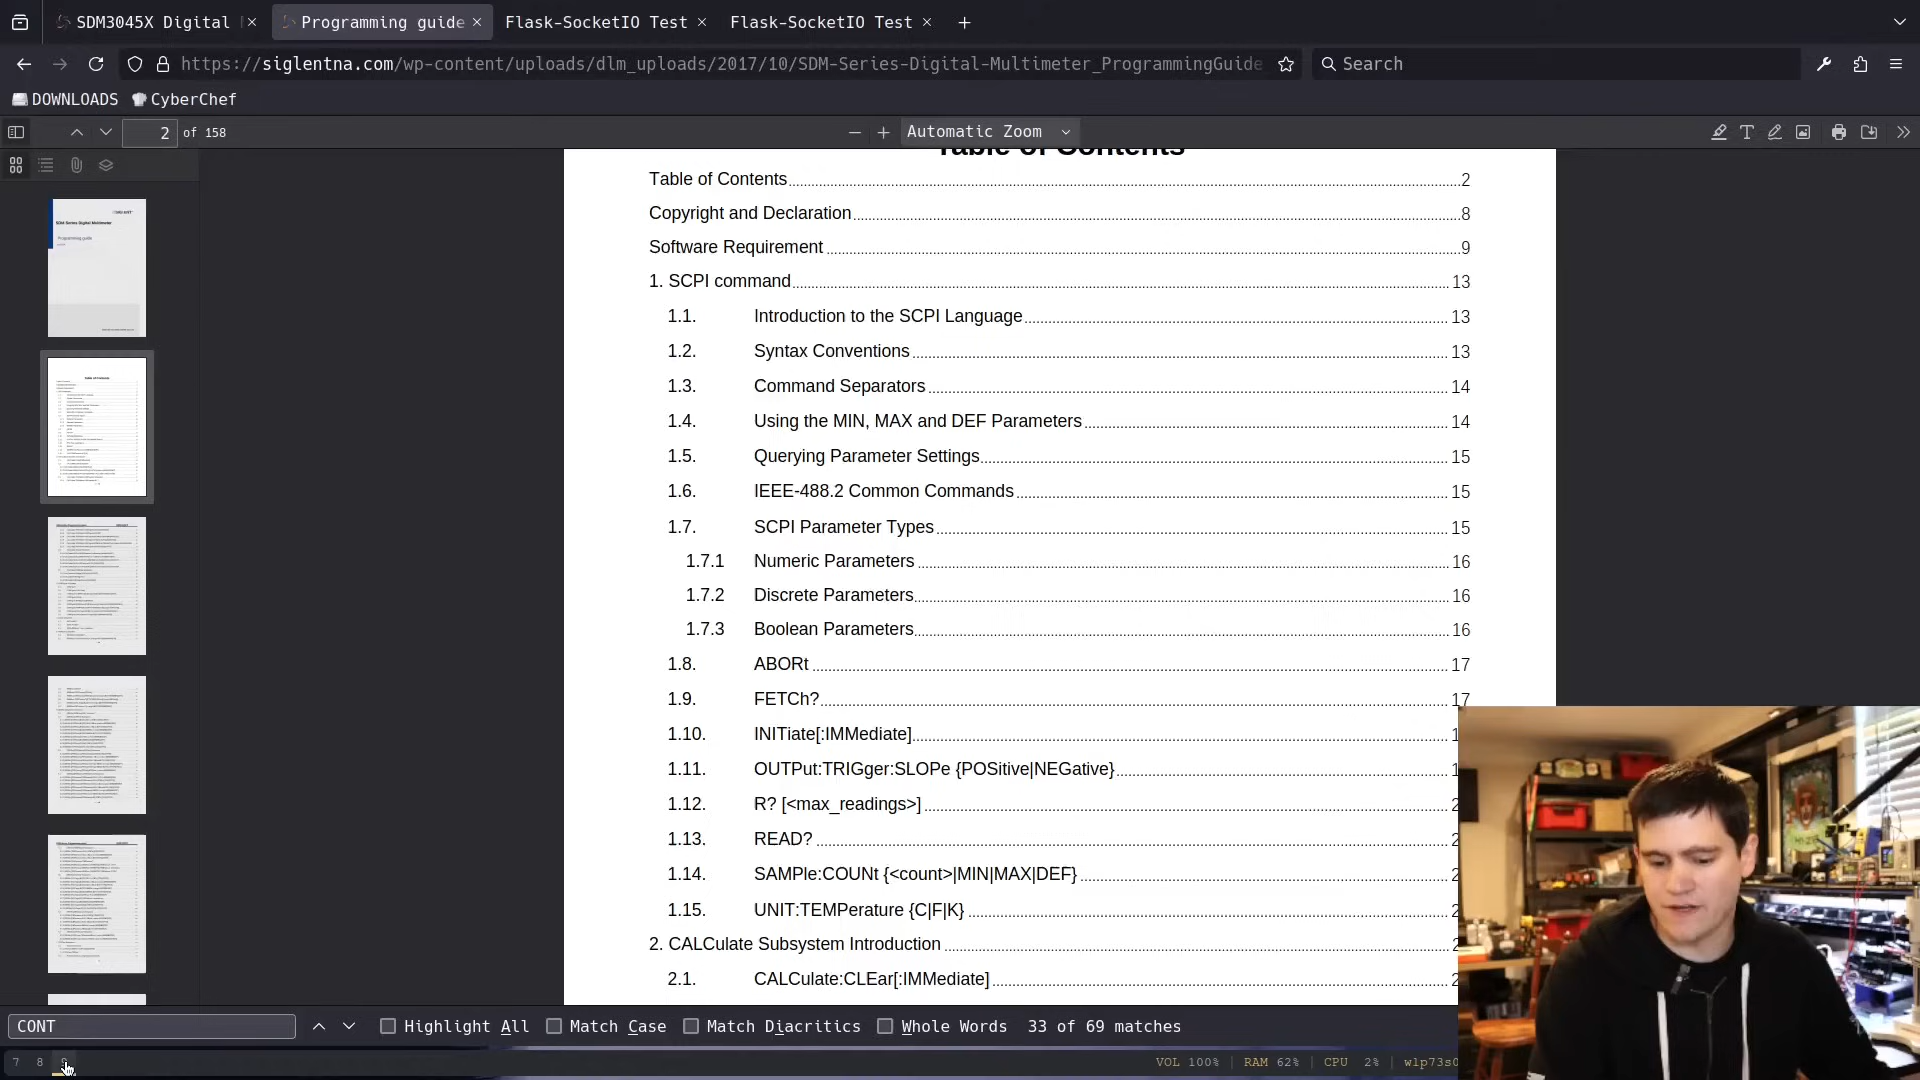 SDM3045X Digital
Programming guide
Flask-SocketIO Test
Flask-SocketIO Test
https://siglentna.com/wp-content/uploads/dlm_uploads/2017/10/SDM-Series-Digital-Multimeter_ProgrammingGuide
Search
DOWNLOADS
CyberChef
2 of 158
Automatic Zoom
Table of Contents
Table of Contents 2
Copyright and Declaration 8
Software Requirement 9
1. SCPI command 13
1.1. Introduction to the SCPI Language 13
1.2. Syntax Conventions 13
1.3. Command Separators 14
1.4. Using the MIN, MAX and DEF Parameters 14
1.5. Querying Parameter Settings 15
1.6. IEEE-488.2 Common Commands 15
1.7. SCPI Parameter Types 15
1.7.1 Numeric Parameters 16
1.7.2 Discrete Parameters 16
1.7.3 Boolean Parameters 16
1.8. ABORt 17
1.9. FETCh? 17
1.10. INITiate[:IMMediate]
1.11. OUTPut:TRIGger:SLOPe {POSitive|NEGative}
1.12. R? [<max_readings>]
1.13. READ?
1.14. SAMPle:COUNt {<count>|MIN|MAX|DEF}
1.15. UNIT:TEMPerature {C|F|K}
2. CALCulate Subsystem Introduction
2.1. CALCulate:CLEar[:IMMediate]
CONT
Highlight All
Match Case
Match Diacritics
Whole Words
33 of 69 matches
7 8 9
VOL 100% | RAM 62% | CPU 2% | wlp73s0